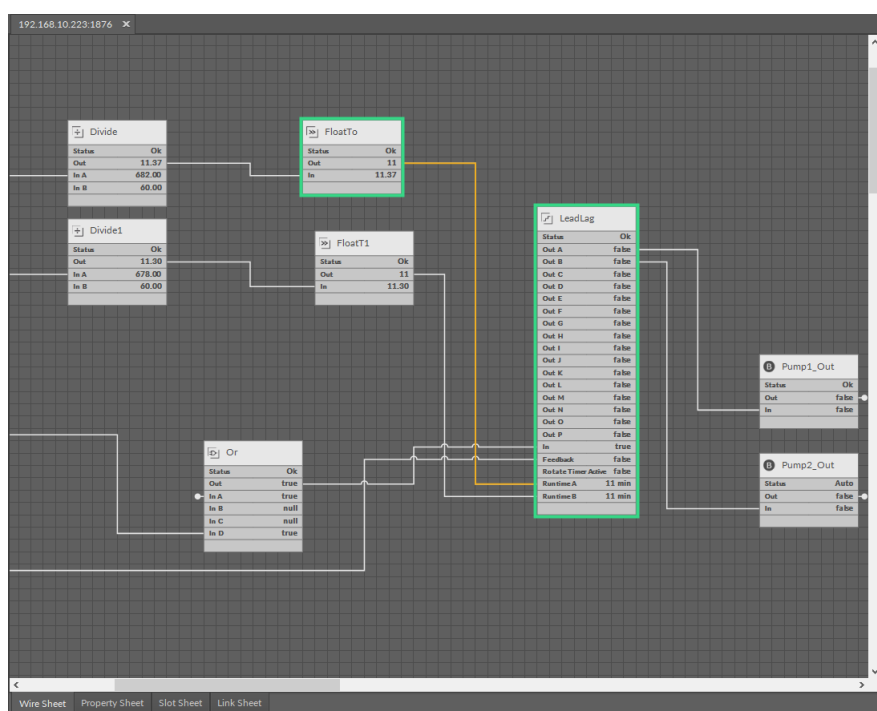 192.168.10.223:1876 ×
Divide
Status Ok
Out 11.37
In A 682.00
In B 60.00
FloatTo
Status Ok
Out 11
In 11.37
Divide1
Status Ok
Out 11.30
In A 678.00
In B 60.00
FloatT1
Status Ok
Out 11
In 11.30
LeadLag
Status Ok
Out A false
Out B false
Out C false
Out D false
Out E false
Out F false
Out G false
Out H false
Out I false
Out J false
Out K false
Out L false
Out M false
Out N false
Out O false
Out P false
In true
Feedback false
Rotate Timer Active false
Runtime A 11 min
Runtime B 11 min
Or
Status Ok
Out true
In A true
In B null
In C null
In D true
B Pump1_Out
Status Ok
Out false
In false
B Pump2_Out
Status Auto
Out false
In false
Wire Sheet Property Sheet Slot Sheet Link Sheet